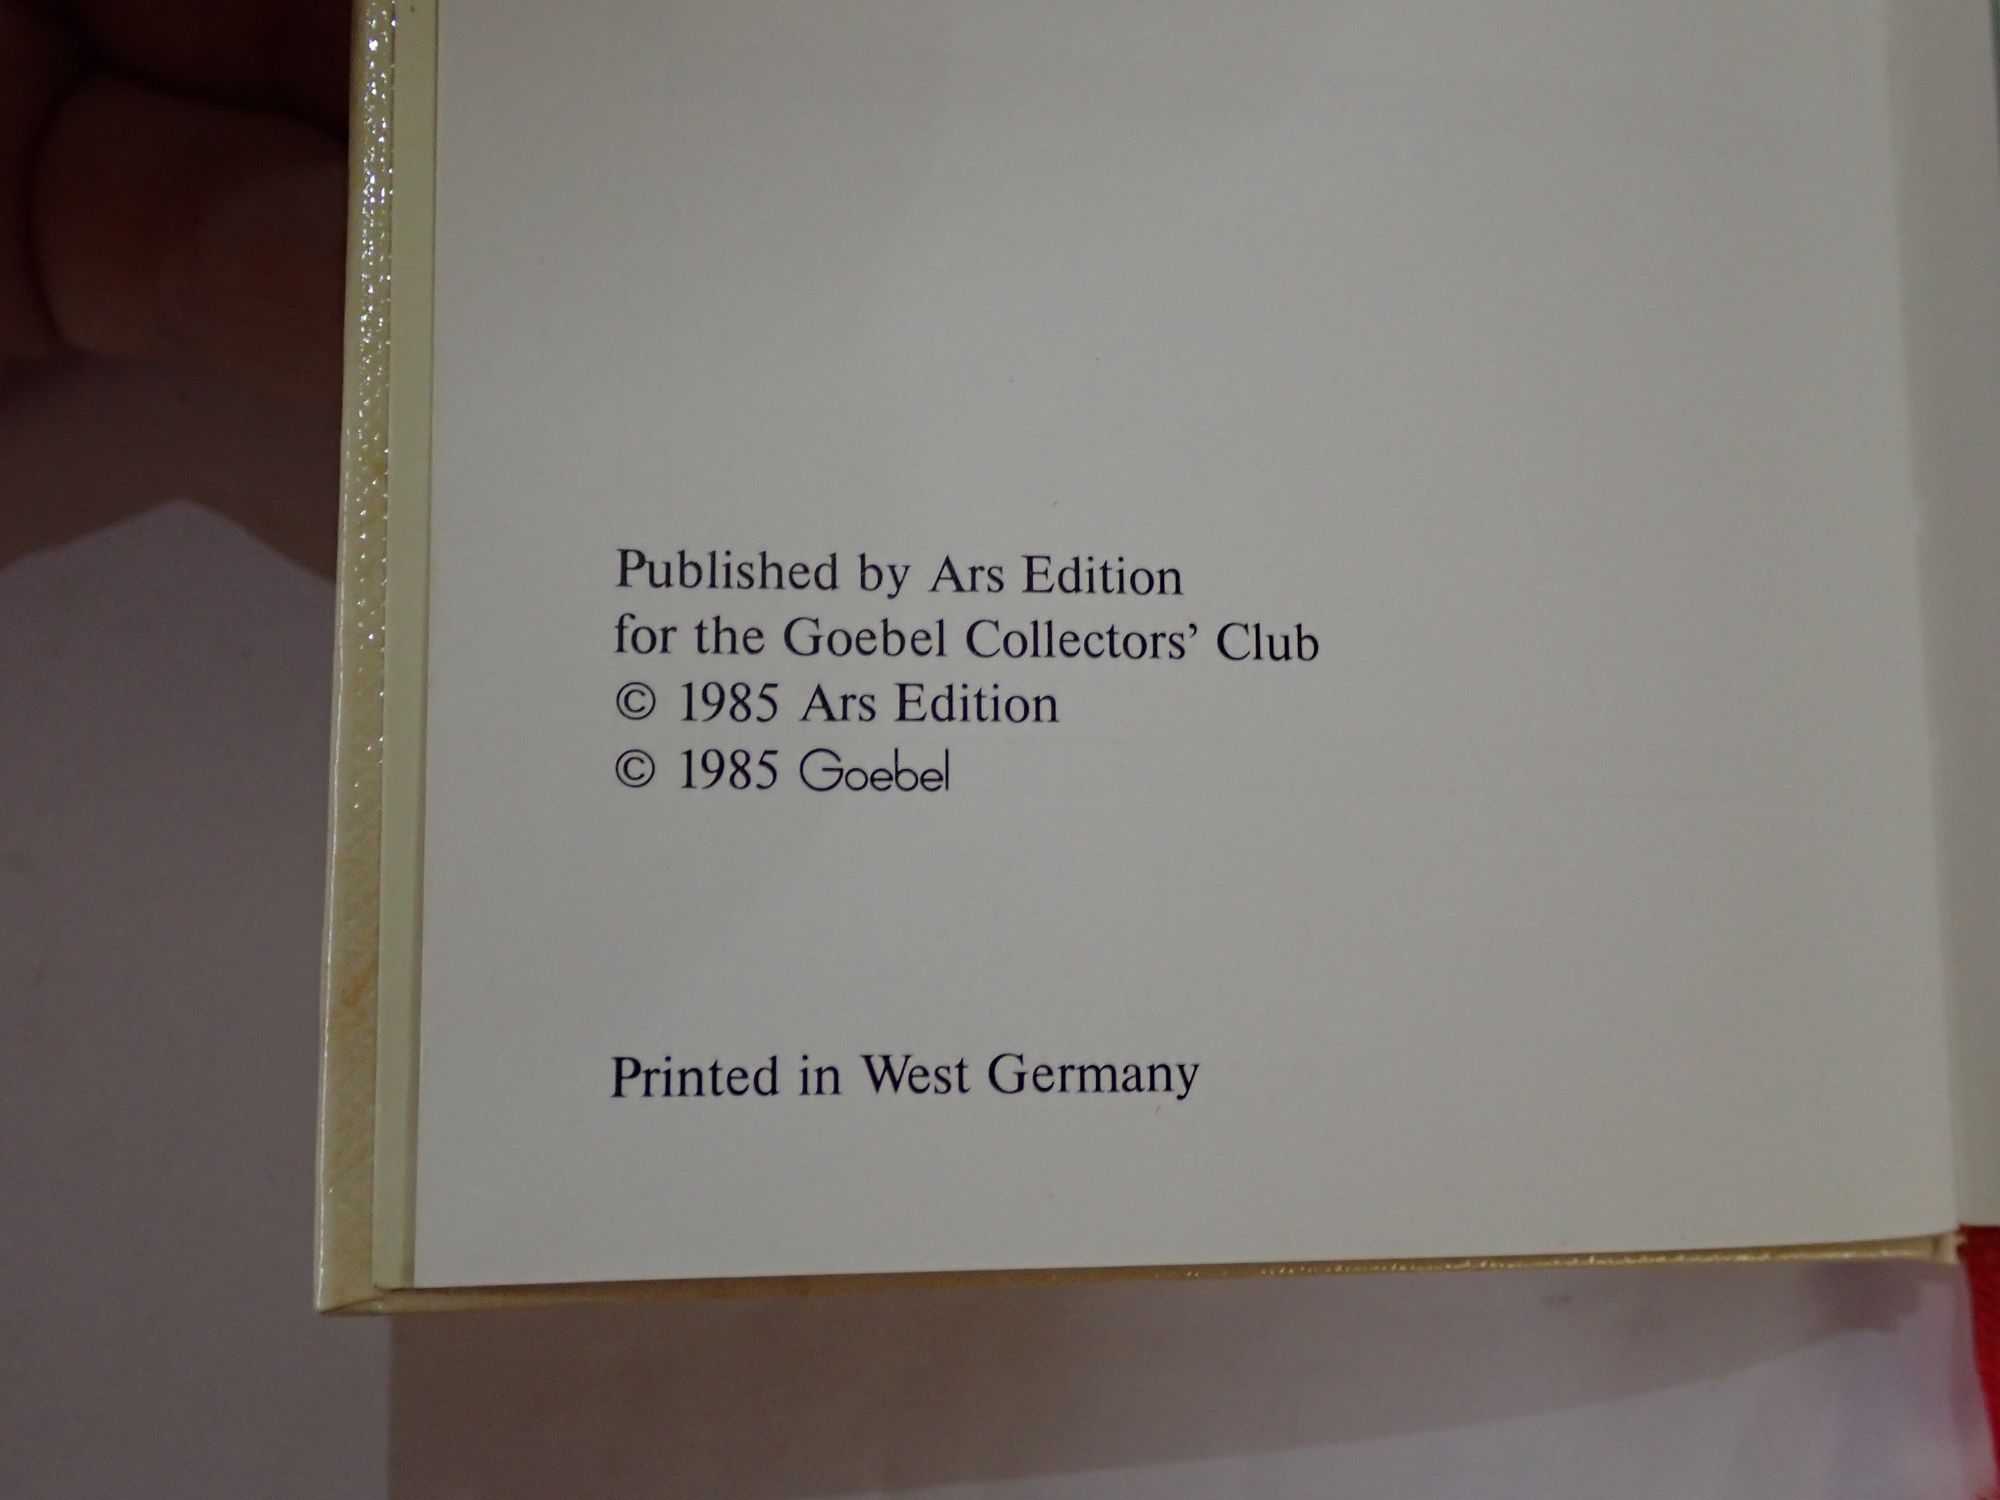 Published by Ars Edition
for the Goebel Collectors’ Club
© 1985 Ars Edition
© 1985 Goebel
Printed in West Germany